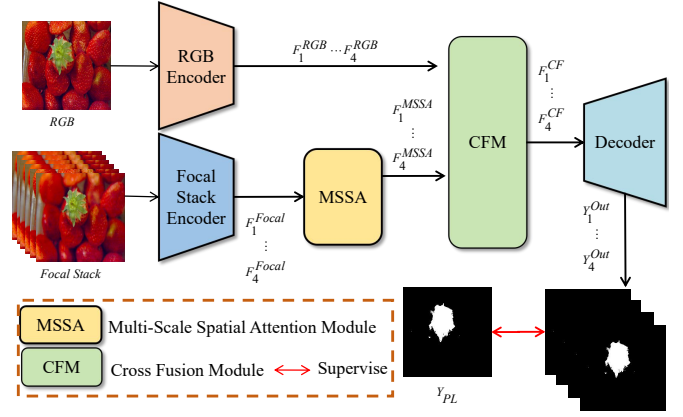 RGB
Encoder
F_1^{RGB} ... F_4^{RGB}
RGB
F_1^{MSSA}
⋮
F_4^{MSSA}
CFM
F_1^{CF}
⋮
F_4^{CF}
Decoder
Focal
Stack
Encoder
MSSA
F_1^{Focal}
⋮
F_4^{Focal}
Focal Stack
Y_1^{Out}
⋮
Y_4^{Out}
MSSA Multi-Scale Spatial Attention Module
CFM Cross Fusion Module Supervise
Y_{PL}